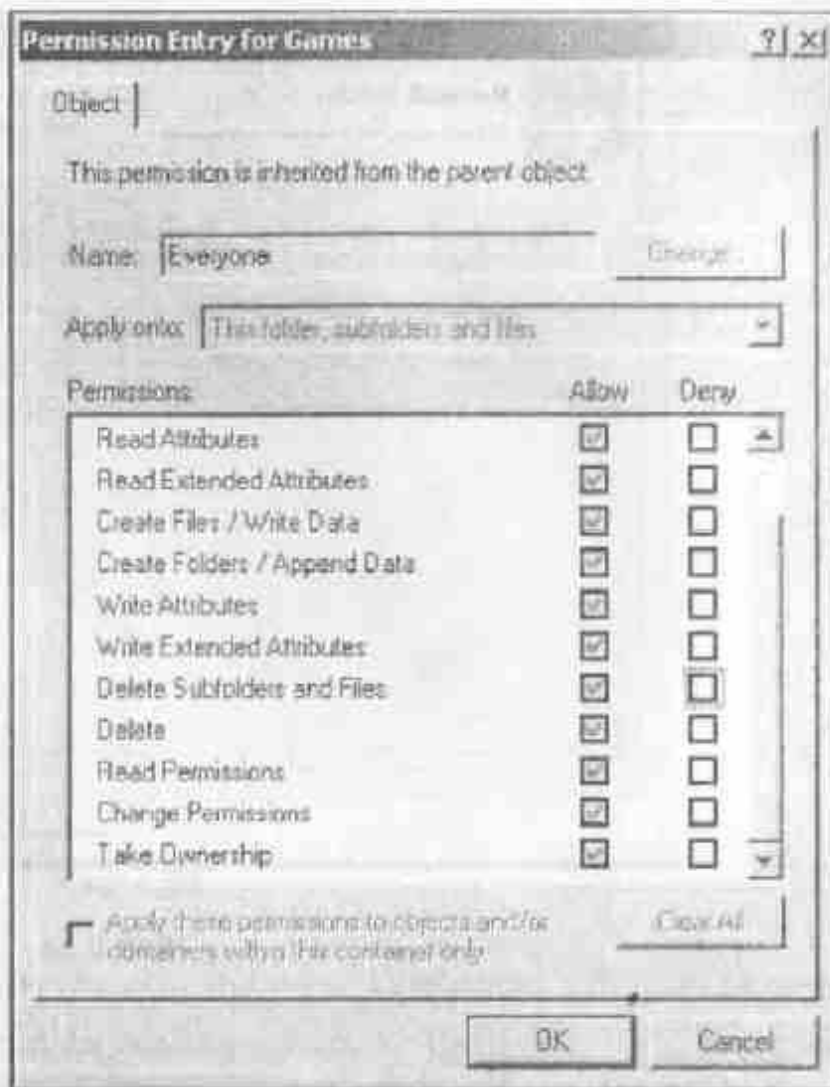 Permission Entry for Games ? X
Object
This permission is inherited from the parent object.
Name: Everyone Change...
Apply onto: This folder, subfolders and files
Permissions: Allow Deny
Read Attributes
Read Extended Attributes
Create Files / Write Data
Create Folders / Append Data
Write Attributes
Write Extended Attributes
Delete Subfolders and Files
Delete
Read Permissions
Change Permissions
Take Ownership
Apply these permissions to objects and/or
containers within this container only
Clear All
OK Cancel